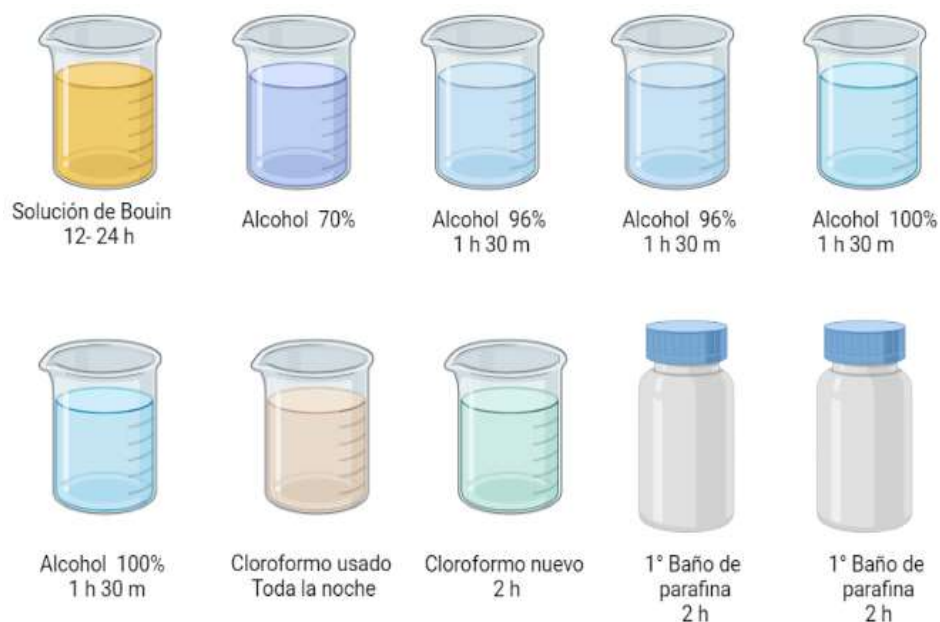 Solución de Bouin
12- 24 h
Alcohol 70%
Alcohol 96%
1 h 30 m
Alcohol 96%
1 h 30 m
Alcohol 100%
1 h 30 m
Alcohol 100%
1 h 30 m
Cloroformo usado
Toda la noche
Cloroformo nuevo
2 h
1° Baño de
parafina
2 h
1° Baño de
parafina
2 h